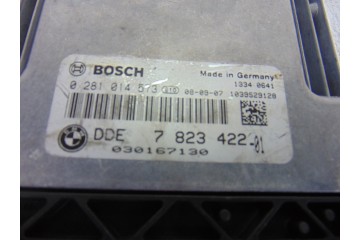 BOSCH
Made in Germany
1334 0641
0 281 014 573
08-09-07
1039S29128
DDE 7 823 422-01
030167130